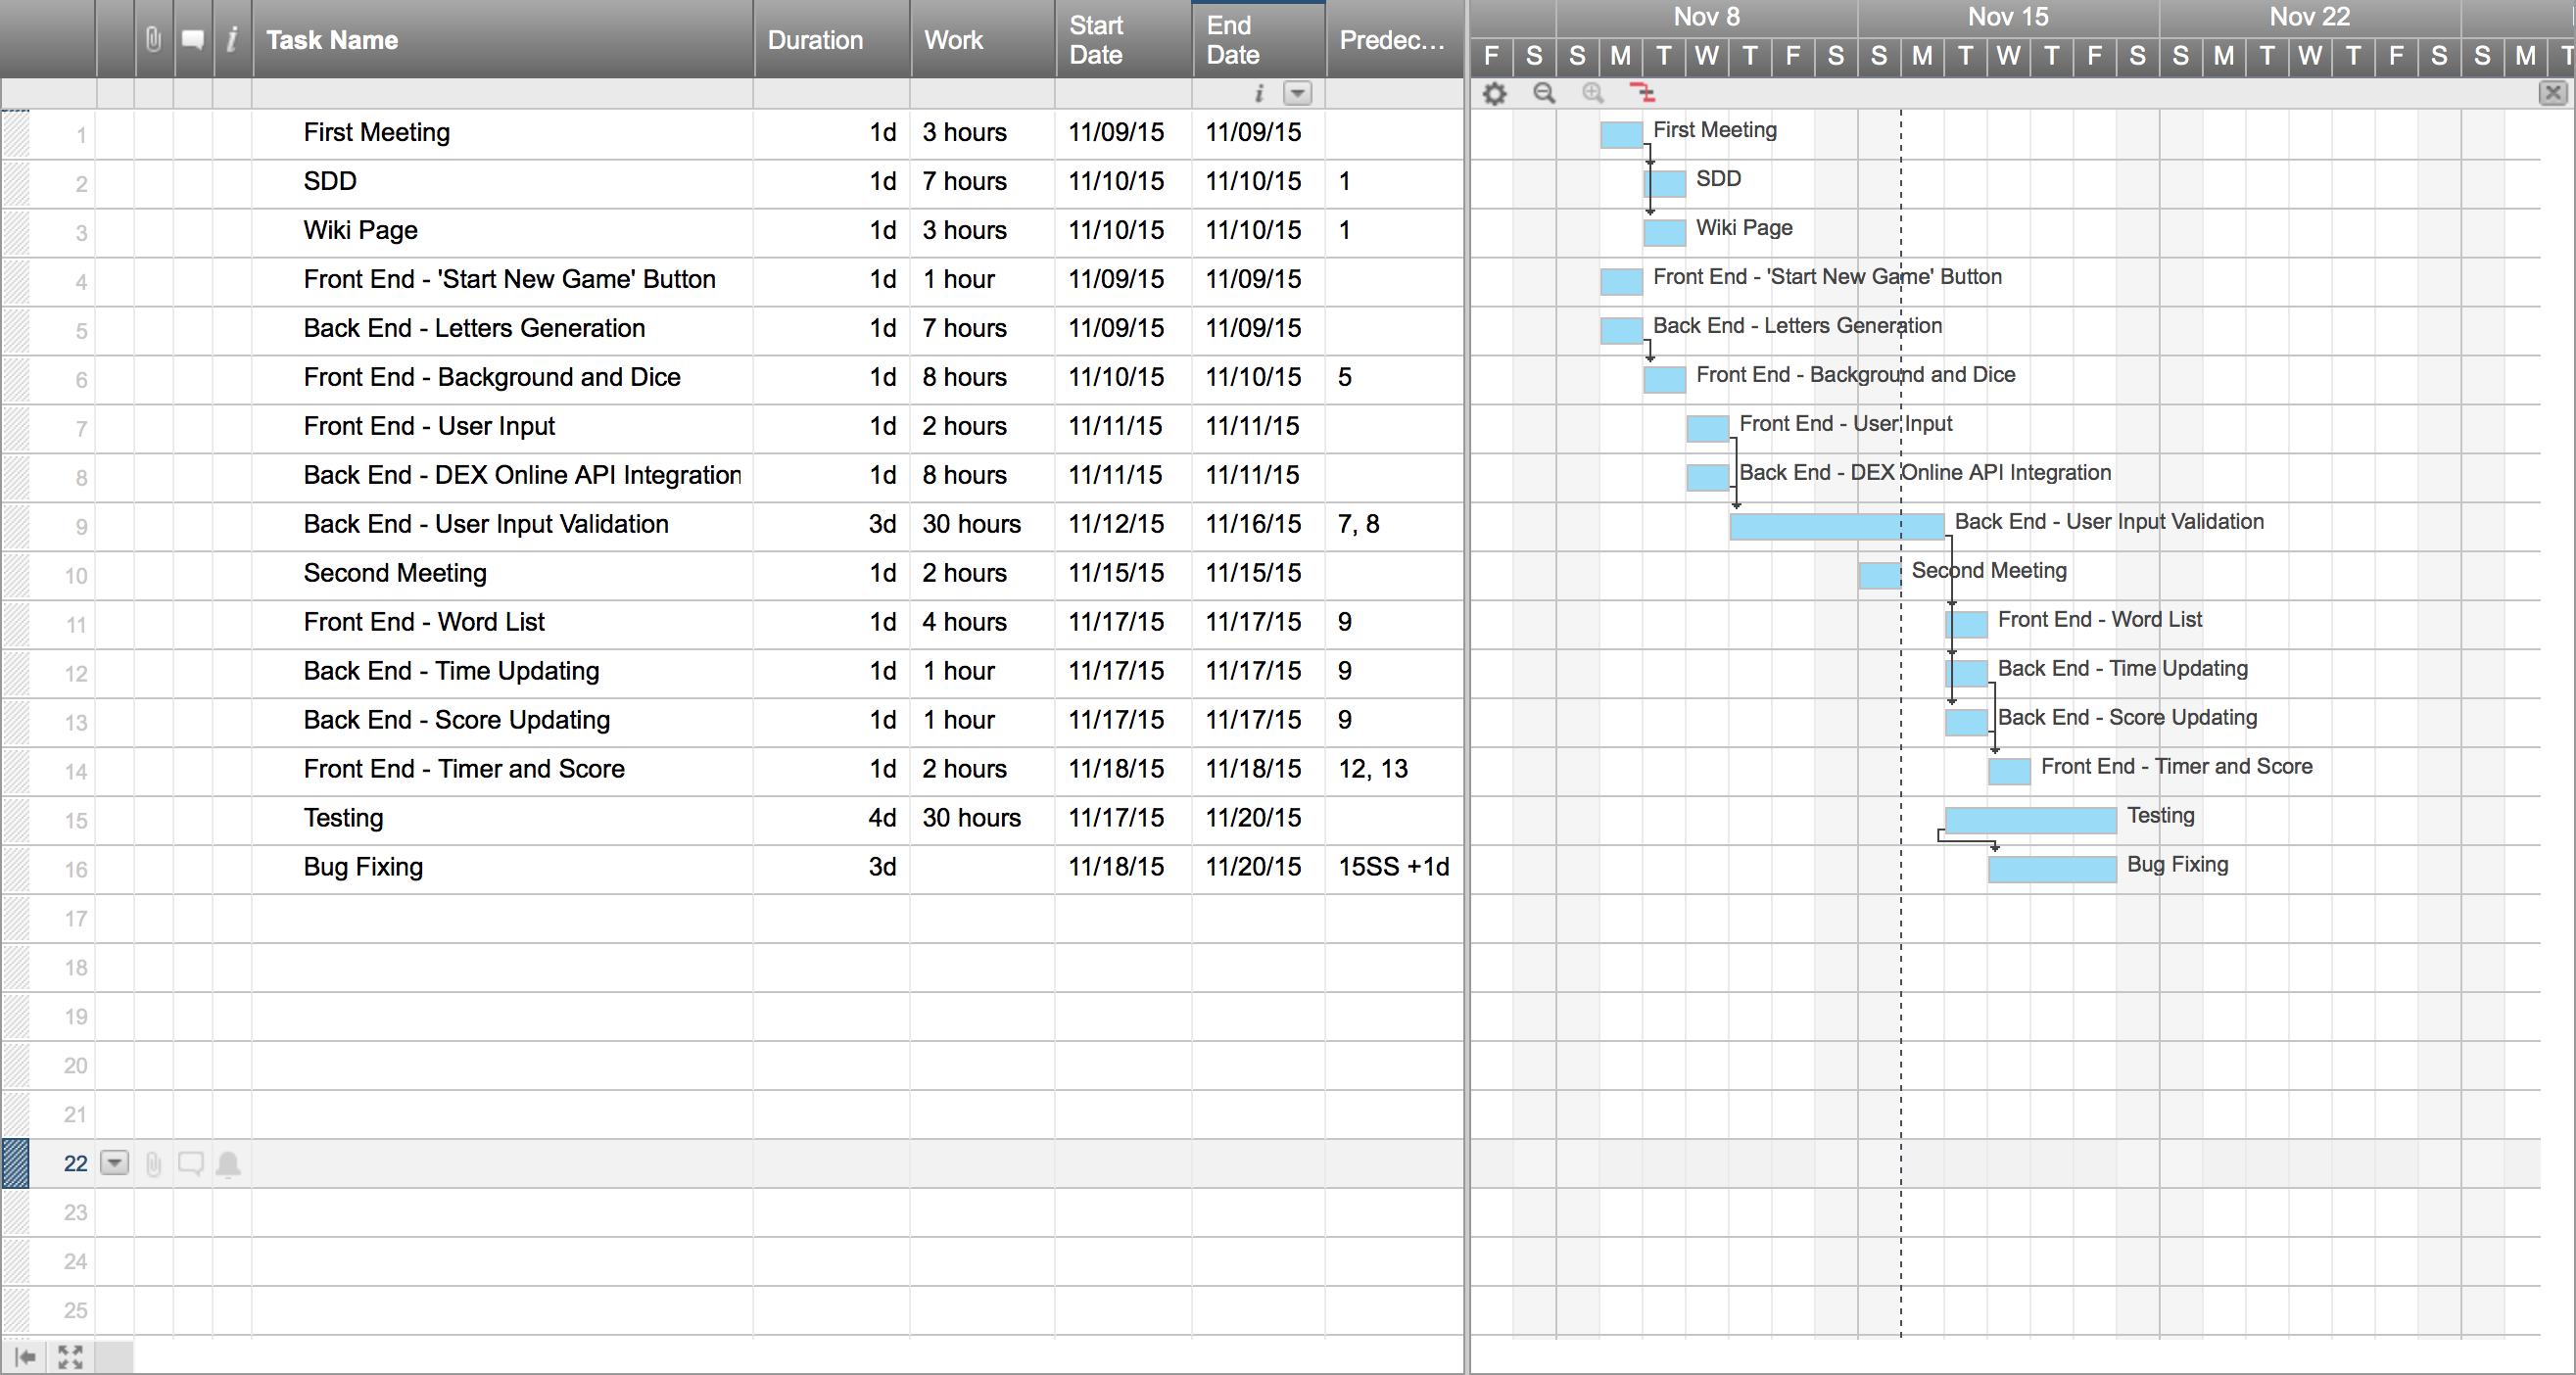 Task Name Duration Work Start Date End Date Predec...
Nov 8 Nov 15 Nov 22
F S S M T W T F S S M T W T F S S M T W T F S S M T
1 First Meeting 1d 3 hours 11/09/15 11/09/15
2 SDD 1d 7 hours 11/10/15 11/10/15 1
3 Wiki Page 1d 3 hours 11/10/15 11/10/15 1
4 Front End - 'Start New Game' Button 1d 1 hour 11/09/15 11/09/15
5 Back End - Letters Generation 1d 7 hours 11/09/15 11/09/15
6 Front End - Background and Dice 1d 8 hours 11/10/15 11/10/15 5
7 Front End - User Input 1d 2 hours 11/11/15 11/11/15
8 Back End - DEX Online API Integration 1d 8 hours 11/11/15 11/11/15
9 Back End - User Input Validation 3d 30 hours 11/12/15 11/16/15 7, 8
10 Second Meeting 1d 2 hours 11/15/15 11/15/15
11 Front End - Word List 1d 4 hours 11/17/15 11/17/15 9
12 Back End - Time Updating 1d 1 hour 11/17/15 11/17/15 9
13 Back End - Score Updating 1d 1 hour 11/17/15 11/17/15 9
14 Front End - Timer and Score 1d 2 hours 11/18/15 11/18/15 12, 13
15 Testing 4d 30 hours 11/17/15 11/20/15
16 Bug Fixing 3d 11/18/15 11/20/15 15SS +1d
17
18
19
20
21
22
23
24
25
First Meeting
SDD
Wiki Page
Front End - 'Start New Game' Button
Back End - Letters Generation
Front End - Background and Dice
Front End - User Input
Back End - DEX Online API Integration
Back End - User Input Validation
Second Meeting
Front End - Word List
Back End - Time Updating
Back End - Score Updating
Front End - Timer and Score
Testing
Bug Fixing